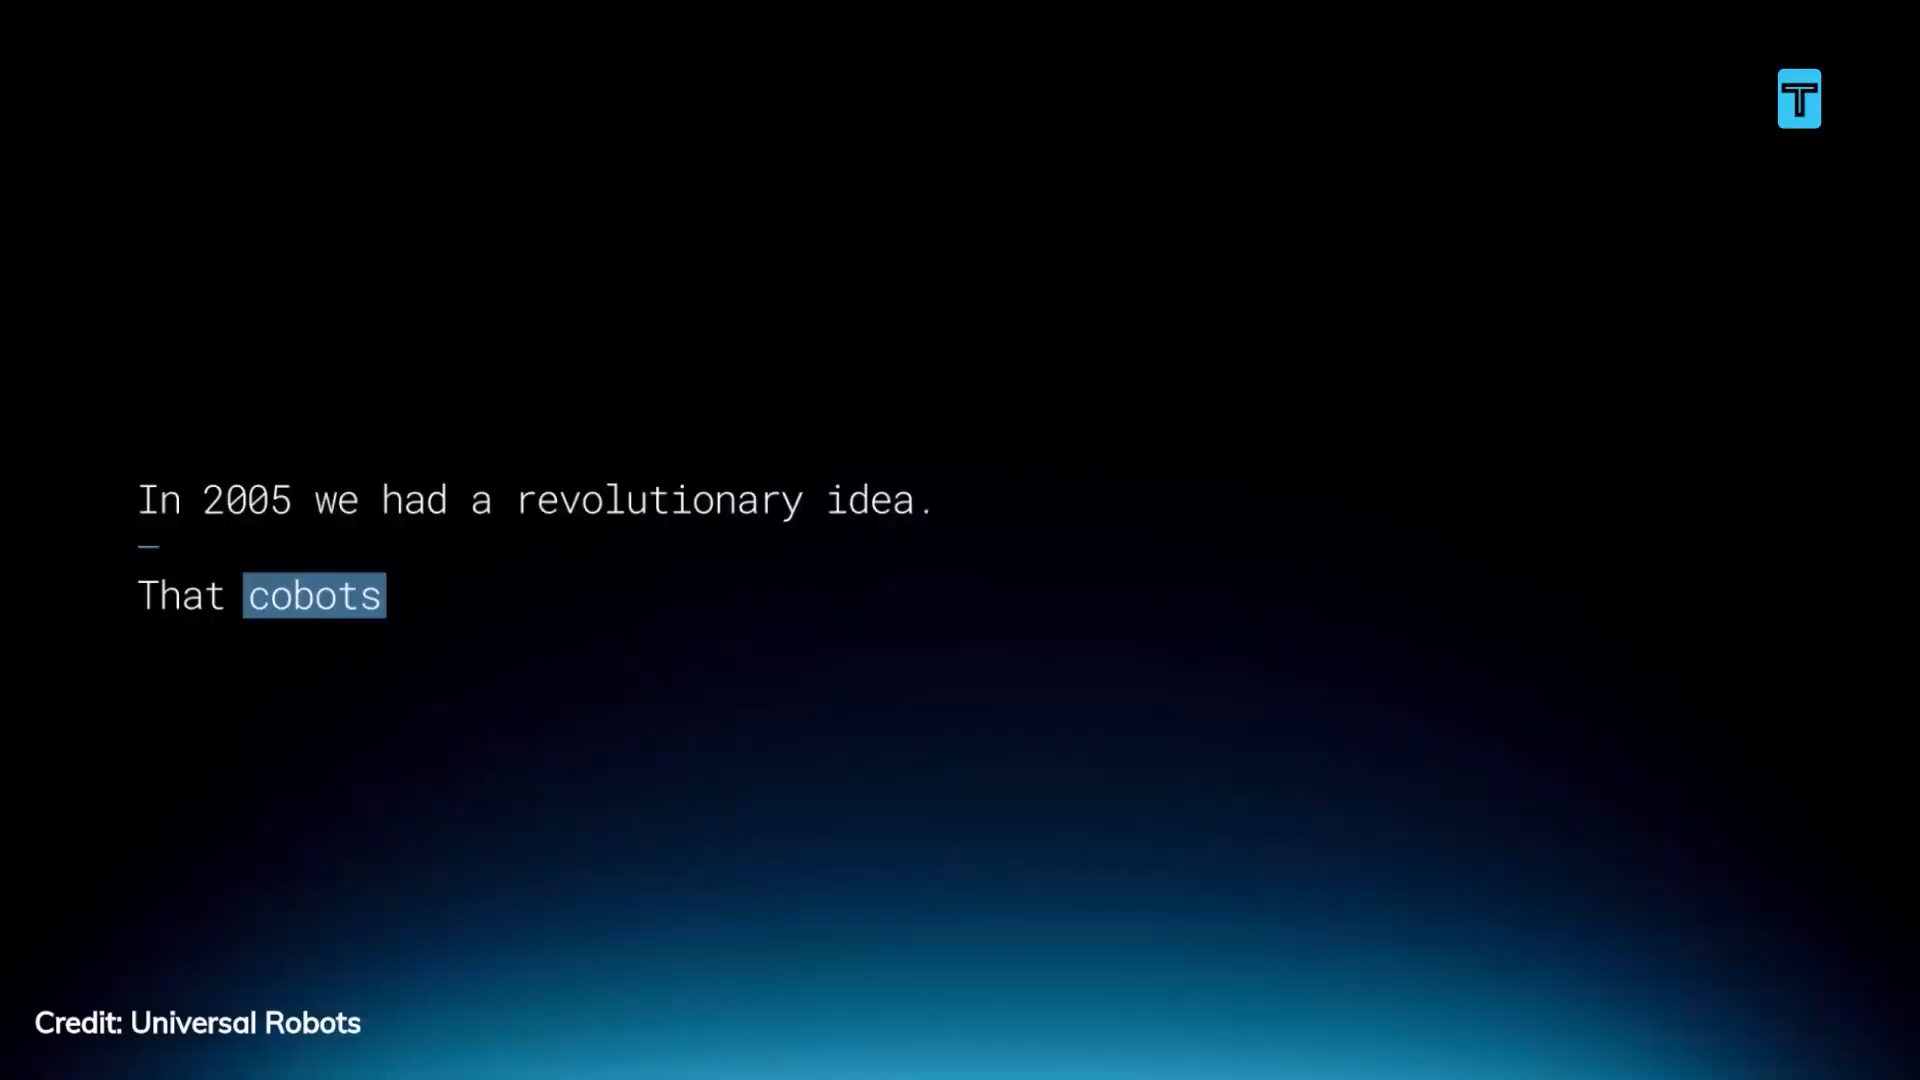 T
In 2005 we had a revolutionary idea.
That cobots
Credit: Universal Robots